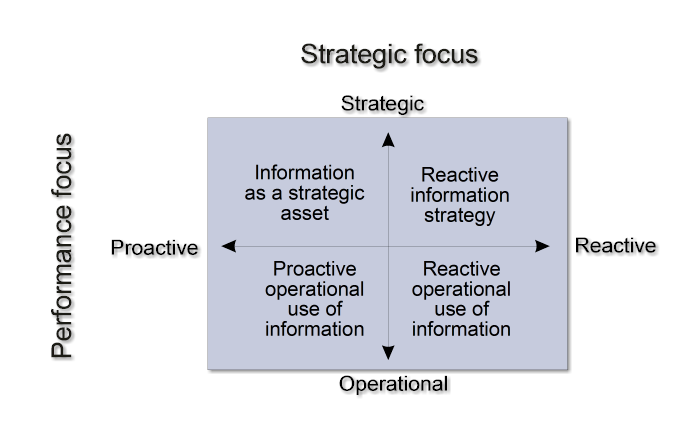 Strategic focus
Strategic
Performance focus
Information
as a strategic
asset
Reactive
information
strategy
Proactive
Reactive
Proactive
operational
use of
information
Reactive
operational
use of
information
Operational